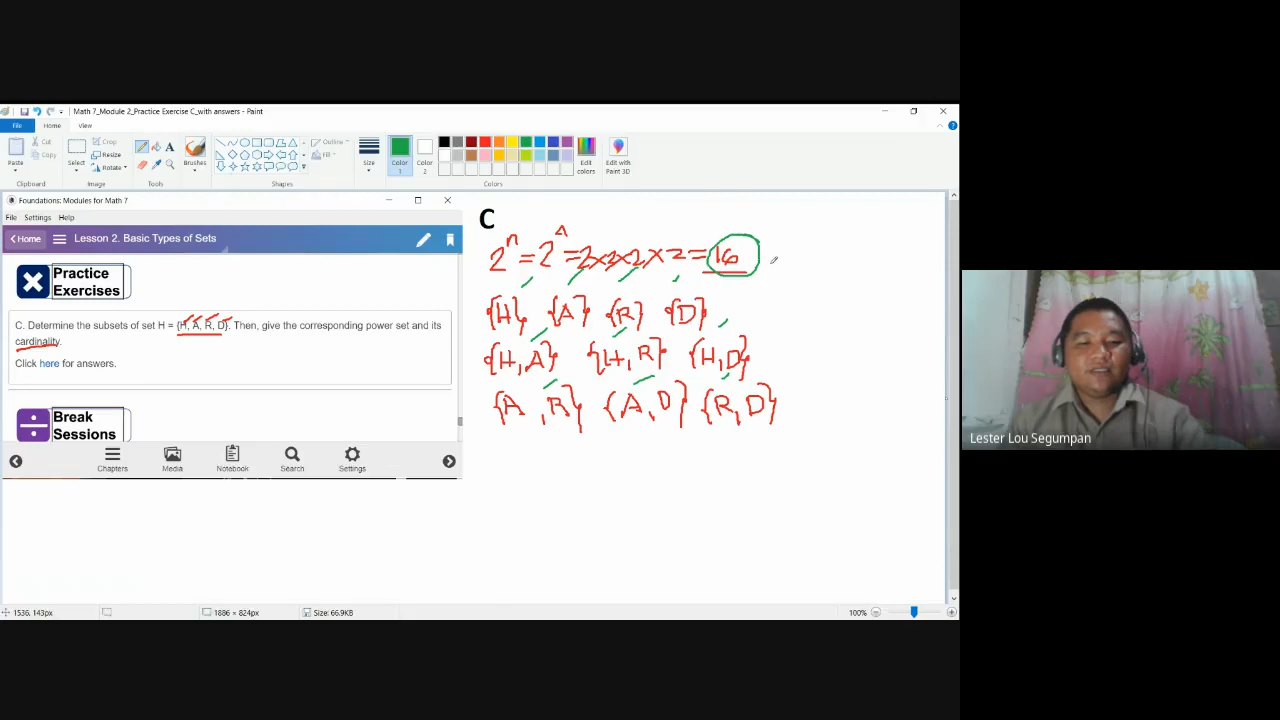 Math 7_Module 2_Practice Exercise C_with answers - Paint
File Home View
Paste Cut Copy Clipboard
Select Crop Resize Rotate Image
Tools
Brushes
Shapes Outline Fill
Size
Color 1 Color 2 Colors
Edit colors Edit with Paint 3D
Foundations: Modules for Math 7
File Settings Help
Home Lesson 2. Basic Types of Sets
Practice
Exercises
C. Determine the subsets of set H = {H, A, R, D}. Then, give the corresponding power set and its
cardinality.
Click here for answers.
Break
Sessions
Chapters Media Notebook Search Settings
C
2ⁿ = 2⁴ = 2×2×2×2 = 16
{H} {A} {R} {D}
{H, A} {H, R} {H, D}
{A, R} {A, D} {R, D}
1536, 143px 1886 × 824px Size: 66.9KB 100%
Lester Lou Segumpan